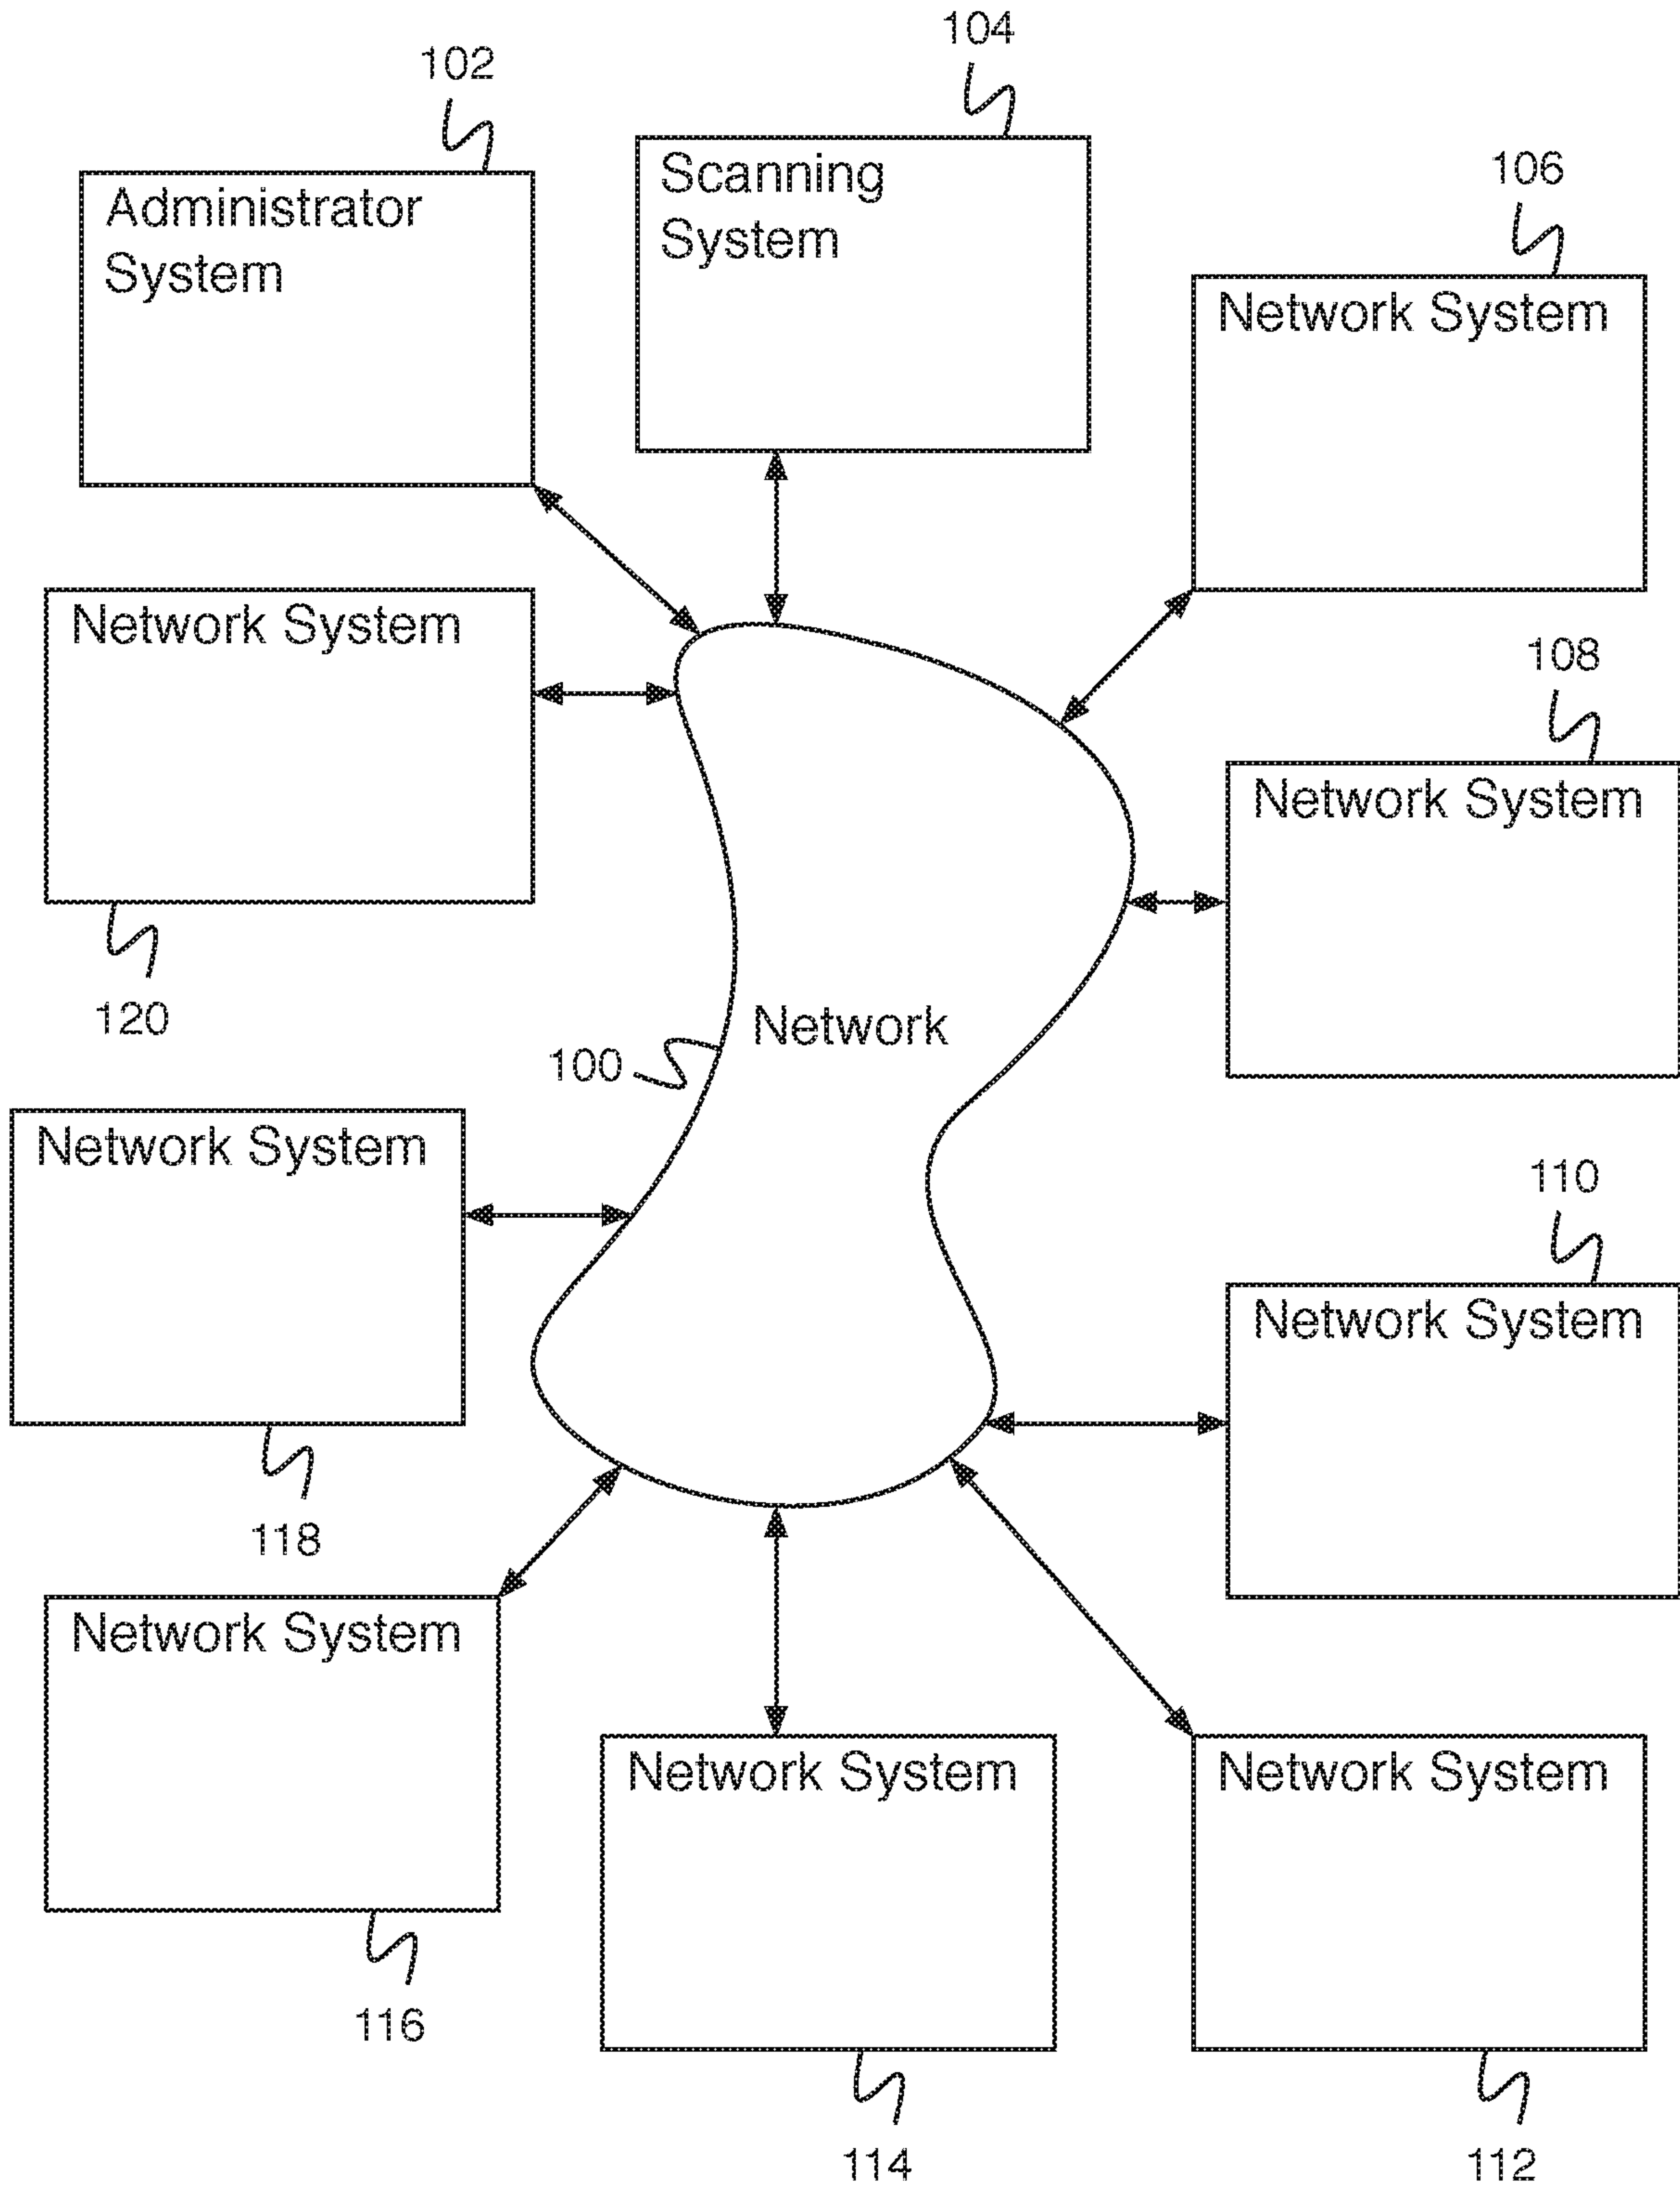 104
102
Scanning
System
Administrator
System
106
Network System
Network System
108
Network System
120
Network
100
Network System
110
Network System
118
Network System
Network System
Network System
116
114
112